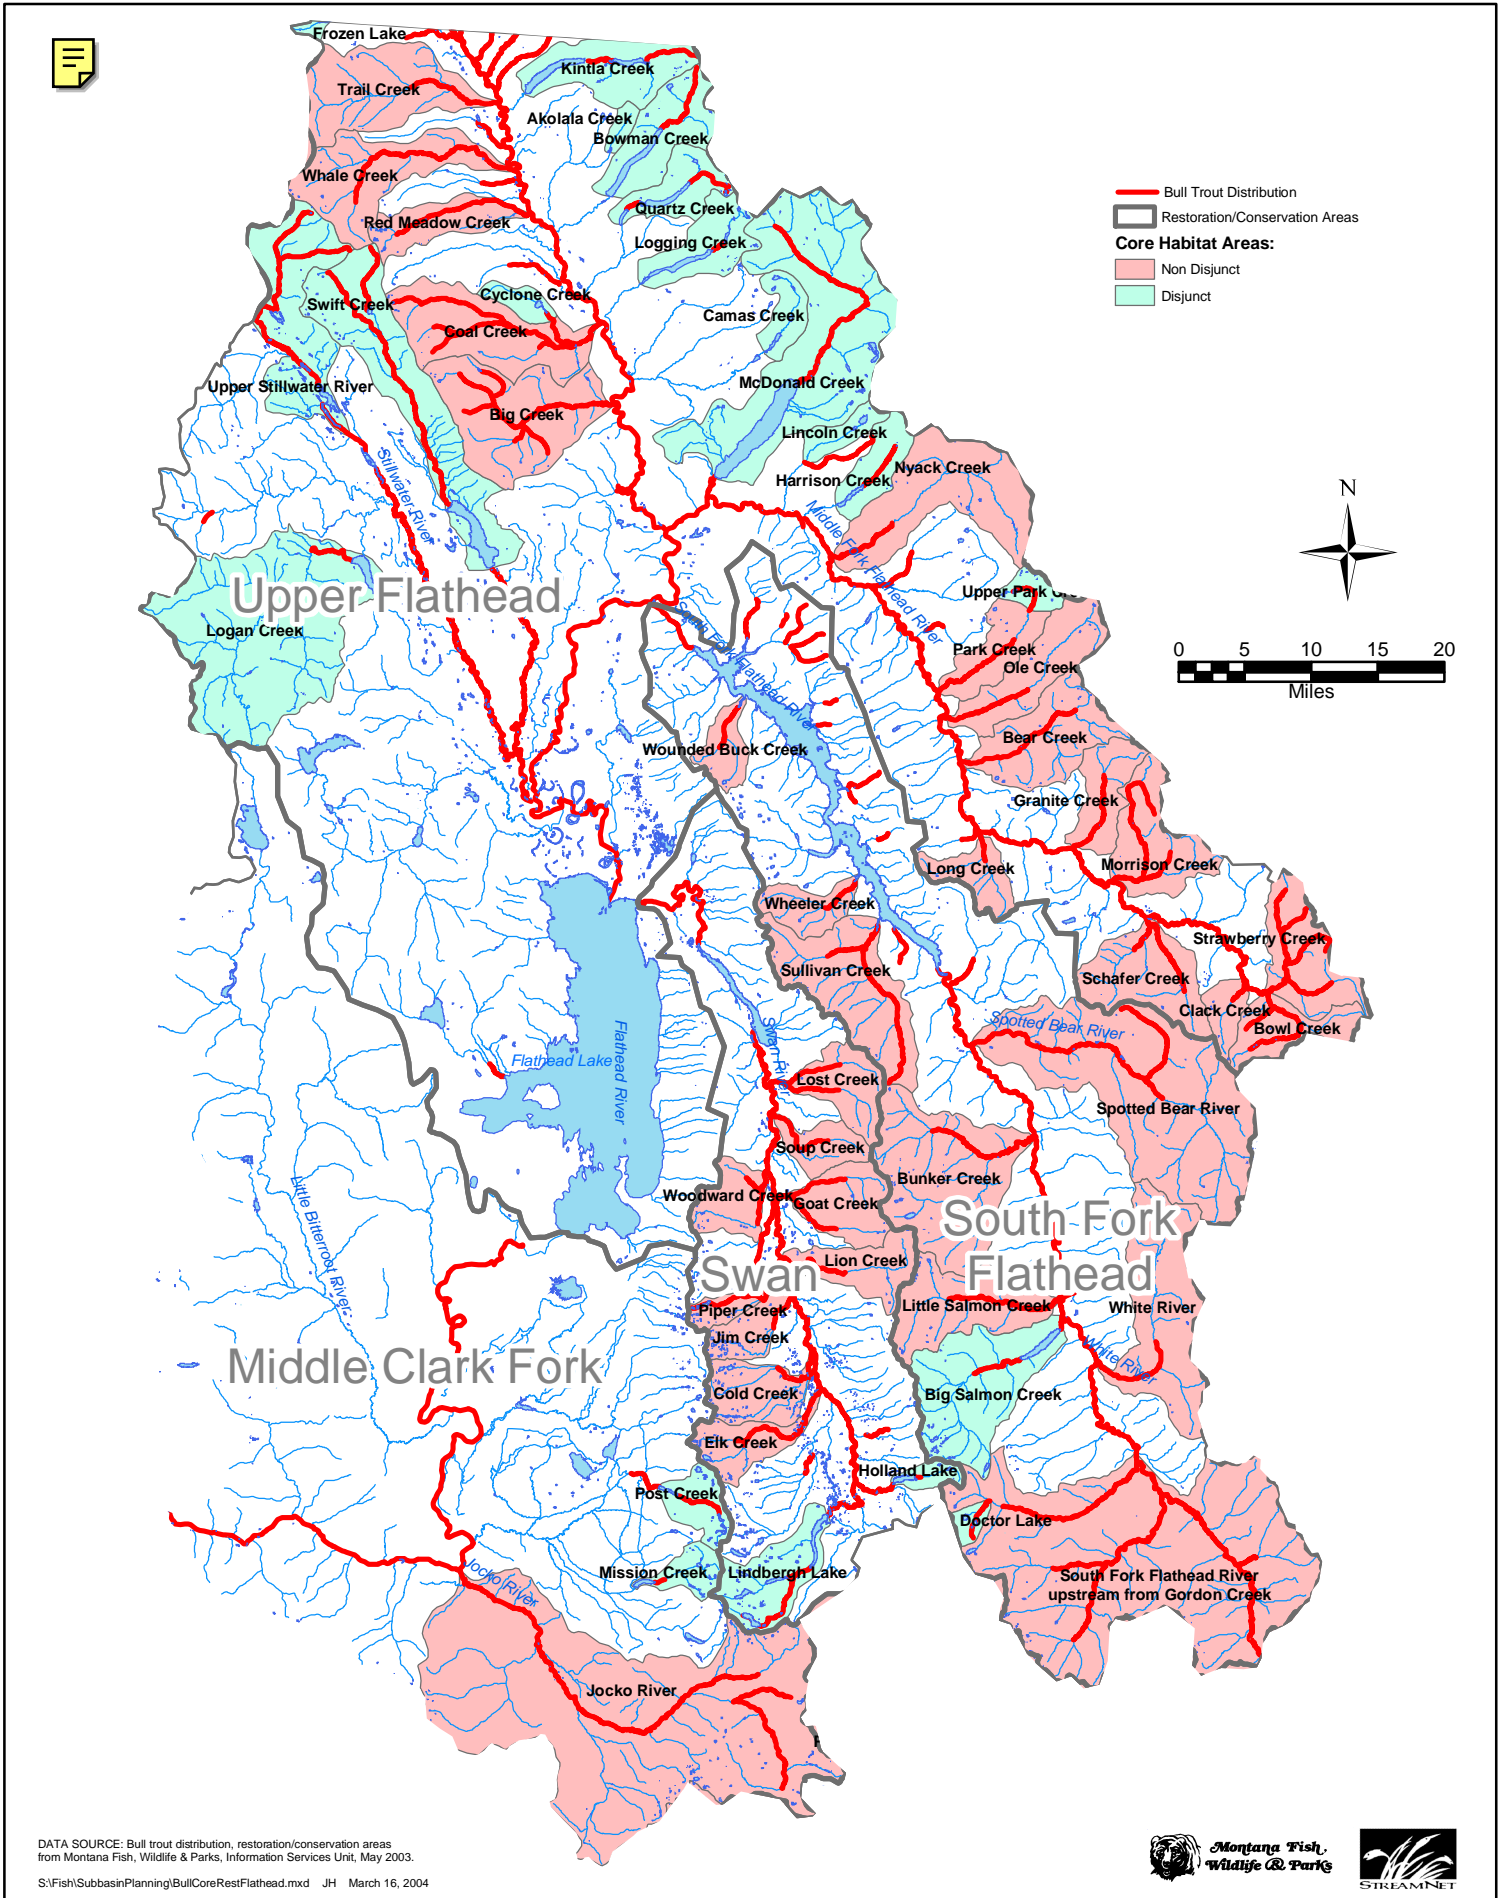 Frozen Lake
Kintla Creek
Trail Creek
Akolala Creek
Bowman Creek
Whale Creek
Quartz Creek
Red Meadow Creek
Logging Creek
Bull Trout Distribution
Restoration/Conservation Areas
Core Habitat Areas:
Non Disjunct
Disjunct
Swift Creek
Cyclone Creek
Coal Creek
Camas Creek
Upper Stillwater River
McDonald Creek
Big Creek
Lincoln Creek
Nyack Creek
Harrison Creek
Stillwater River
Middle Fork Flathead River
N
Upper Flathead
Upper Park Cre
Logan Creek
South Fork Flathead River
Park Creek
Ole Creek
0 5 10 15 20
Miles
Bear Creek
Wounded Buck Creek
Granite Creek
Long Creek
Morrison Creek
Wheeler Creek
Strawberry Creek
Sullivan Creek
Schafer Creek
Clack Creek
Bowl Creek
Spotted Bear River
Swan River
Flathead Lake
Flathead River
Lost Creek
Spotted Bear River
Soup Creek
Bunker Creek
Woodward Creek
Goat Creek
Little Bitterroot River
South Fork
Flathead
Lion Creek
Swan
Little Salmon Creek
White River
Piper Creek
Jim Creek
White River
Middle Clark Fork
Cold Creek
Big Salmon Creek
Elk Creek
Holland Lake
Post Creek
Doctor Lake
Mission Creek
Lindbergh Lake
Jocko River
South Fork Flathead River
upstream from Gordon Creek
Jocko River
DATA SOURCE: Bull trout distribution, restoration/conservation areas
from Montana Fish, Wildlife & Parks, Information Services Unit, May 2003.
S:\Fish\SubbasinPlanning\BullCoreRestFlathead.mxd JH March 16, 2004
Montana Fish,
Wildlife & Parks
STREAMNET